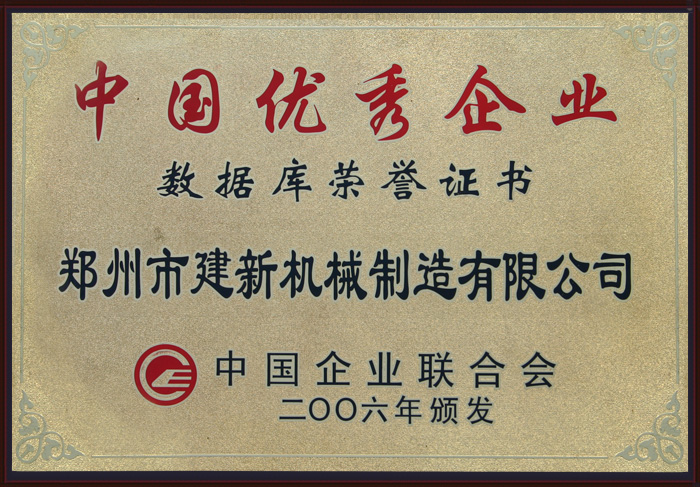 中国优秀企业
数据库荣誉证书
郑州市建新机械制造有限公司
中国企业联合会
二〇〇六年颁发